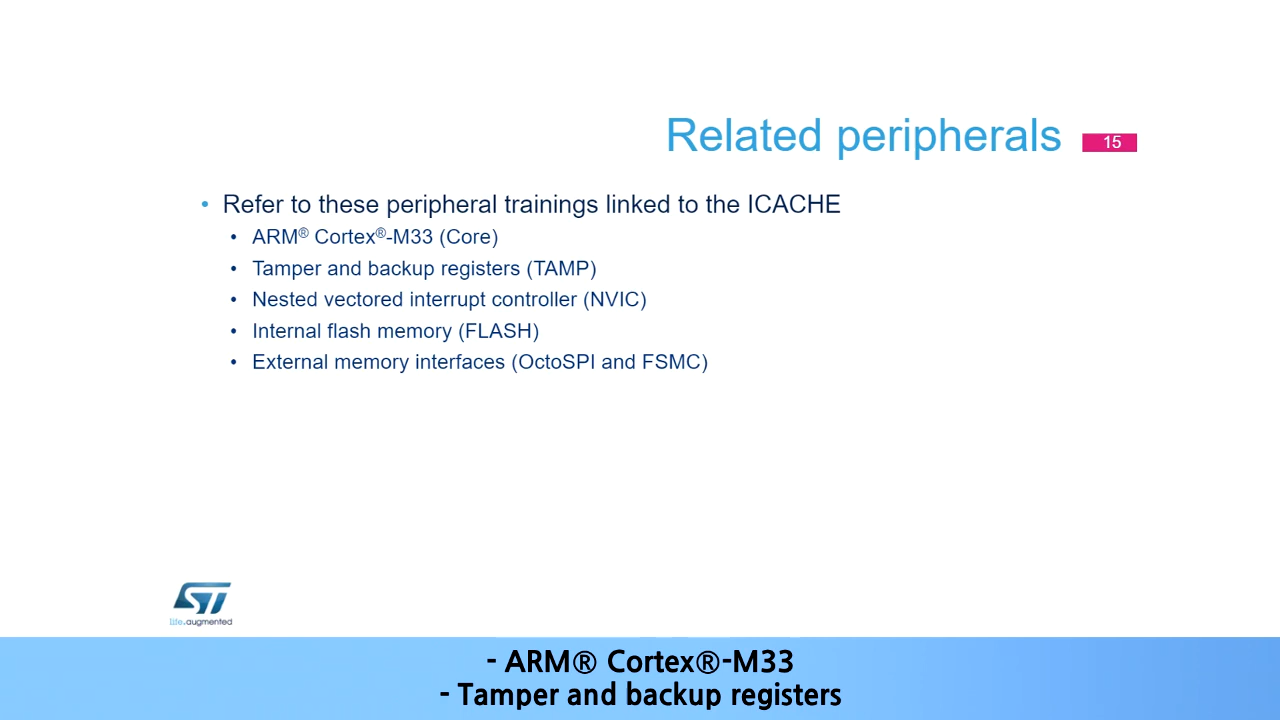 Related peripherals
15
• Refer to these peripheral trainings linked to the ICACHE
• ARM® Cortex®-M33 (Core)
• Tamper and backup registers (TAMP)
• Nested vectored interrupt controller (NVIC)
• Internal flash memory (FLASH)
• External memory interfaces (OctoSPI and FSMC)
ST
life.augmented
- ARM® Cortex®-M33
- Tamper and backup registers